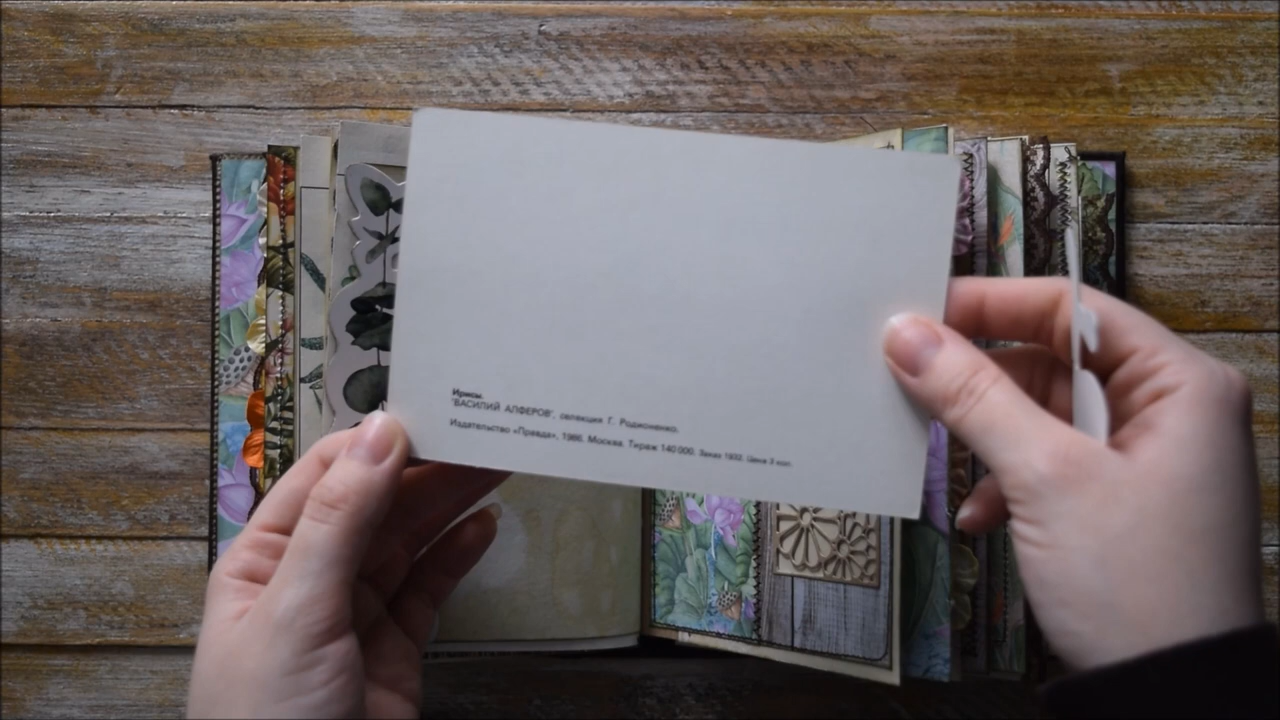 Ирисы.
"ВАСИЛИЙ АЛФЕРОВ", селекция Г. Родионенко.
Издательство «Правда», 1986. Москва. Тираж 140 000. Заказ 1932. Цена 3 коп.